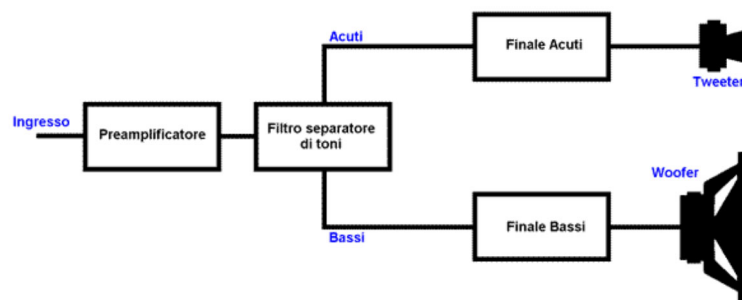 Acuti
Finale Acuti
Tweeter
Ingresso
Preamplificatore
Filtro separatore
di toni
Woofer
Bassi
Finale Bassi